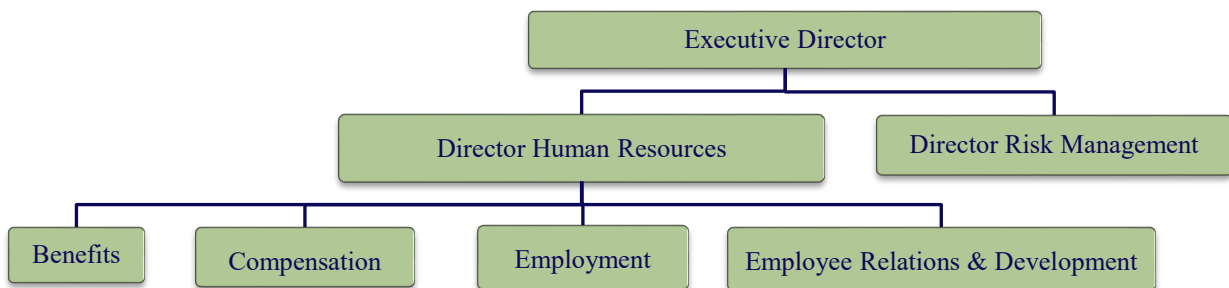 Executive Director
Director Human Resources
Director Risk Management
Benefits
Compensation
Employment
Employee Relations & Development